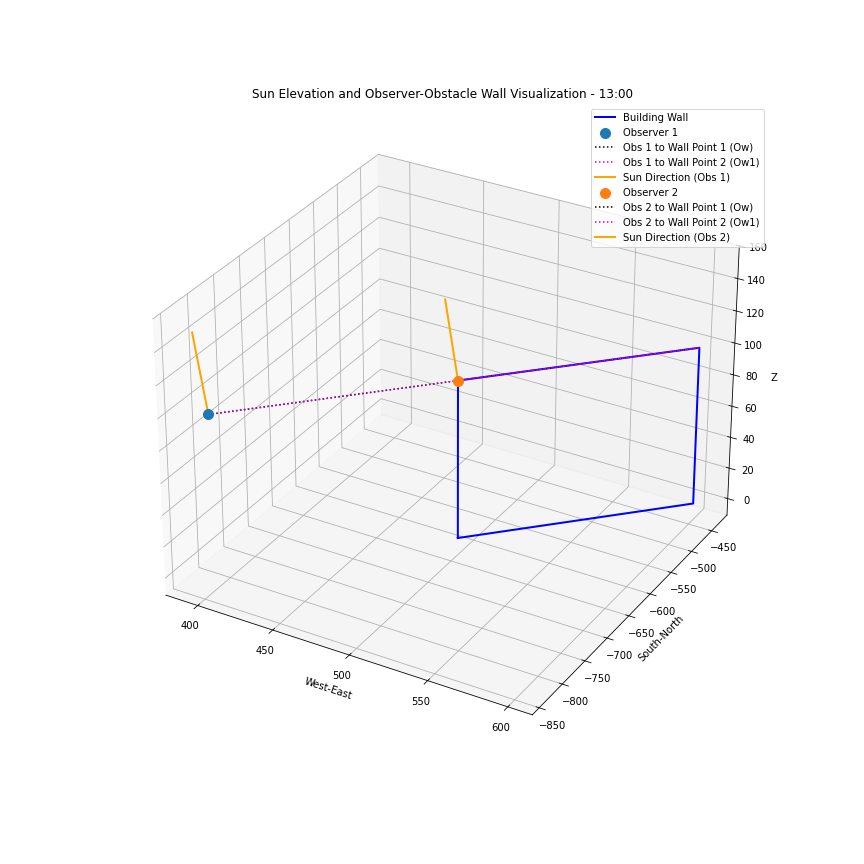 Sun Elevation and Observer-Obstacle Wall Visualization - 13:00
Building Wall
Observer 1
Obs 1 to Wall Point 1 (Ow)
Obs 1 to Wall Point 2 (Ow1)
Sun Direction (Obs 1)
Observer 2
Obs 2 to Wall Point 1 (Ow)
Obs 2 to Wall Point 2 (Ow1)
Sun Direction (Obs 2)
160
140
120
100
80
Z
60
40
20
0
−450
−500
−550
−600
−650
−700
−750
−800
−850
South-North
400
450
500
550
600
West-East